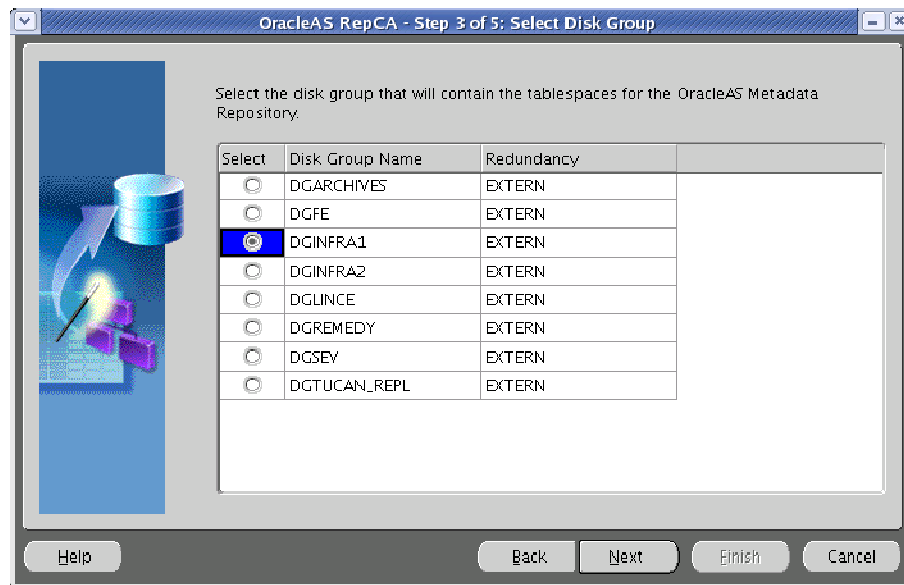 OracleAS RepCA - Step 3 of 5: Select Disk Group
Select the disk group that will contain the tablespaces for the OracleAS Metadata
Repository.
Select Disk Group Name Redundancy
DGARCHIVES EXTERN
DGFE EXTERN
DGINFRA1 EXTERN
DGINFRA2 EXTERN
DGLINCE EXTERN
DGREMEDY EXTERN
DGSEV EXTERN
DGTUCAN_REPL EXTERN
Help Back Next Finish Cancel